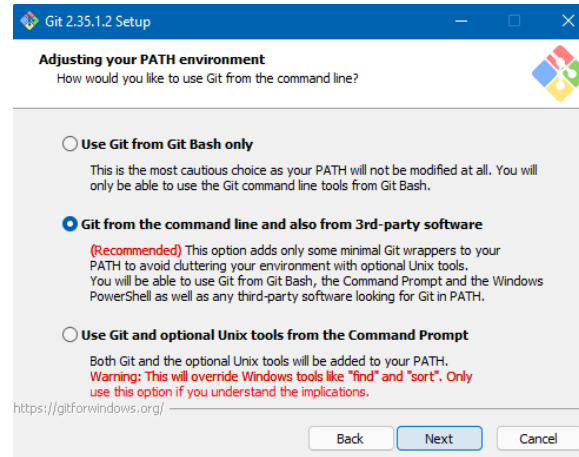 Git 2.35.1.2 Setup
Adjusting your PATH environment
How would you like to use Git from the command line?
Use Git from Git Bash only
This is the most cautious choice as your PATH will not be modified at all. You will
only be able to use the Git command line tools from Git Bash.
Git from the command line and also from 3rd-party software
(Recommended) This option adds only some minimal Git wrappers to your
PATH to avoid cluttering your environment with optional Unix tools.
You will be able to use Git from Git Bash, the Command Prompt and the Windows
PowerShell as well as any third-party software looking for Git in PATH.
Use Git and optional Unix tools from the Command Prompt
Both Git and the optional Unix tools will be added to your PATH.
Warning: This will override Windows tools like "find" and "sort". Only
use this option if you understand the implications.
https://gitforwindows.org/
Back Next Cancel